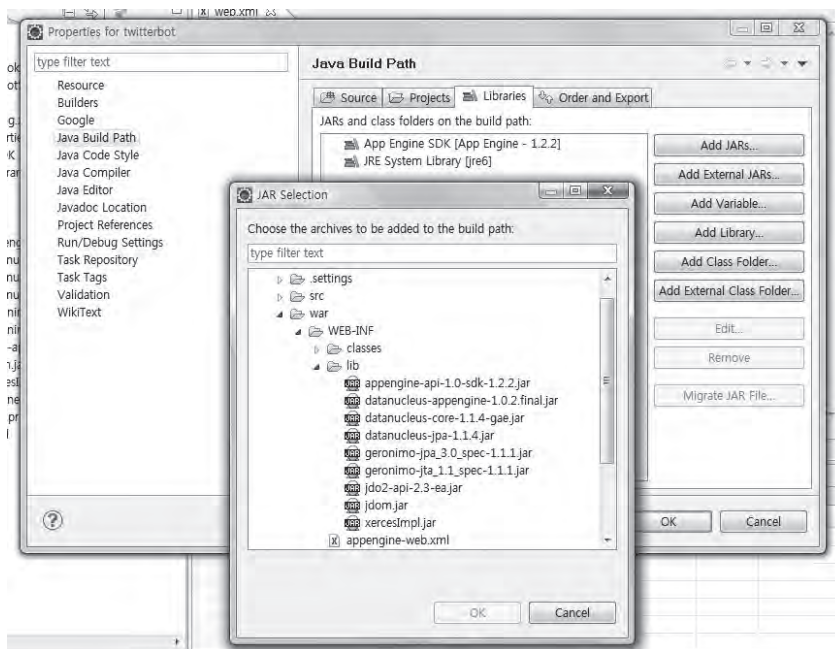 web.xml
Properties for twitterbot
type filter text
Resource
Builders
Google
Java Build Path
Java Code Style
Java Compiler
Java Editor
Javadoc Location
Project References
Run/Debug Settings
Task Repository
Task Tags
Validation
WikiText
Java Build Path
Source
Projects
Libraries
Order and Export
JARs and class folders on the build path:
App Engine SDK [App Engine - 1.2.2]
JRE System Library [jre6]
Add JARs...
Add External JARs...
Add Variable...
Add Library...
Add Class Folder...
Add External Class Folder...
Edit...
Remove
Migrate JAR File...
OK
Cancel
JAR Selection
Choose the archives to be added to the build path:
type filter text
.settings
src
war
WEB-INF
classes
lib
appengine-api-1.0-sdk-1.2.2.jar
datanucleus-appengine-1.0.2.final.jar
datanucleus-core-1.1.4-gae.jar
datanucleus-jpa-1.1.4.jar
geronimo-jpa_3.0_spec-1.1.1.jar
geronimo-jta_1.1_spec-1.1.1.jar
jdo2-api-2.3-ea.jar
jdom.jar
xercesImpl.jar
appengine-web.xml
OK
Cancel